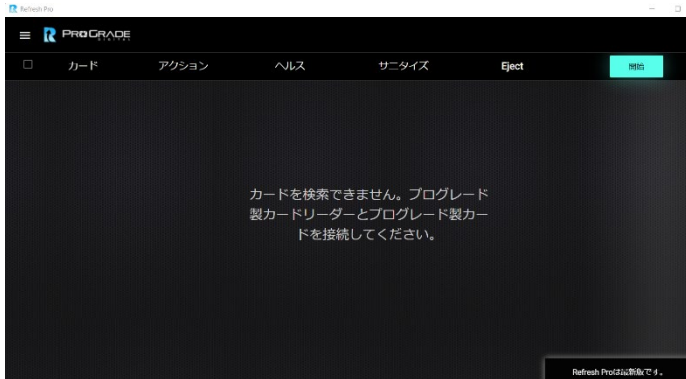 Refresh Pro
PROGRADE
DIGITAL
カード アクション ヘルス サニタイズ Eject 開始
カードを検索できません。プログレード
製カードリーダーとプログレード製カー
ドを接続してください。
Refresh Proは最新版です。